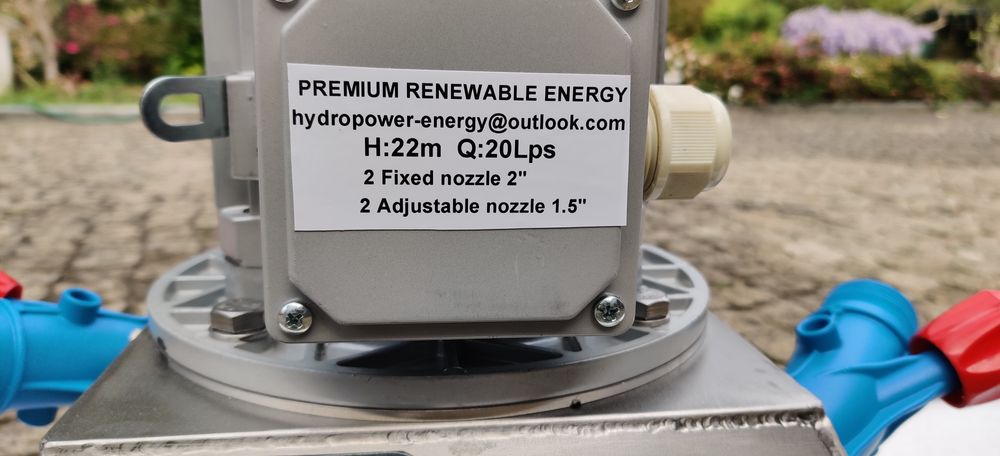 PREMIUM RENEWABLE ENERGY
hydropower-energy@outlook.com
H:22m Q:20Lps
2 Fixed nozzle 2"
2 Adjustable nozzle 1.5"